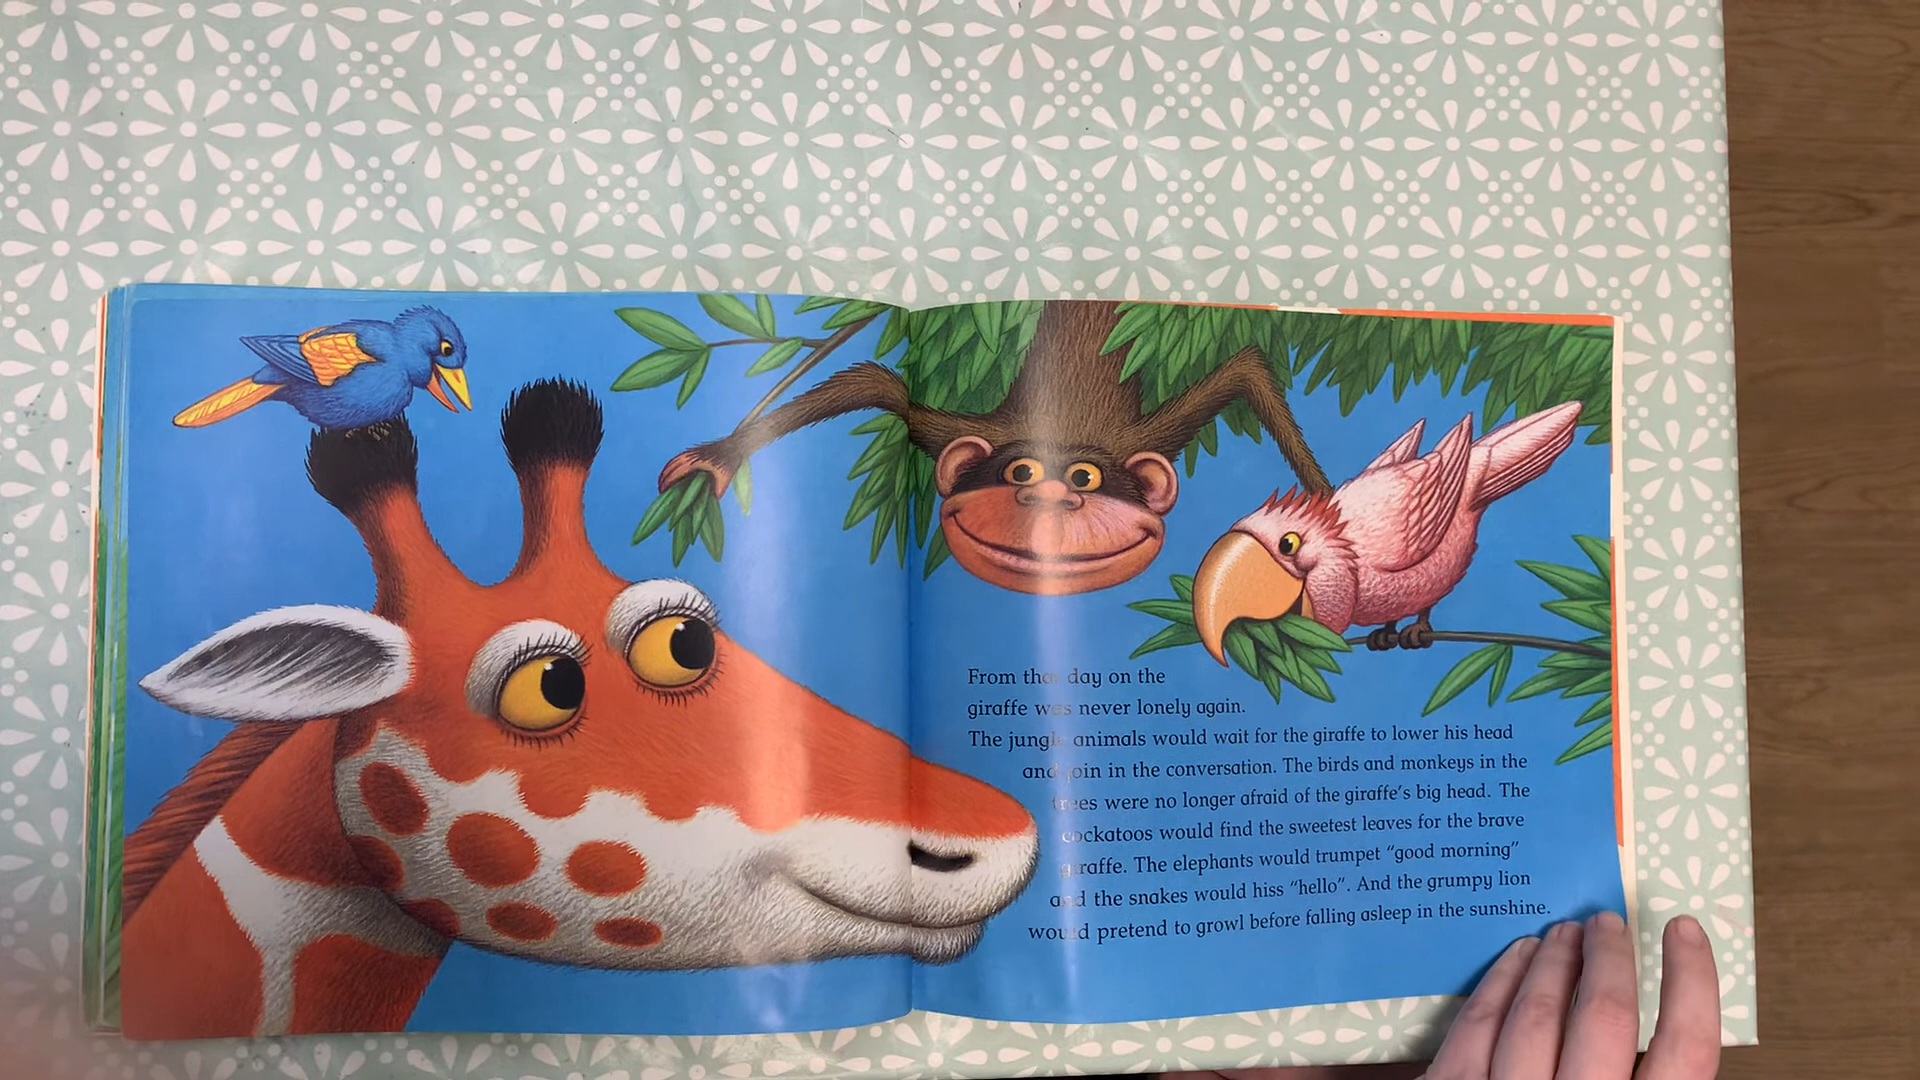 From that day on the
giraffe was never lonely again.
The jungle animals would wait for the giraffe to lower his head
and join in the conversation. The birds and monkeys in the
trees were no longer afraid of the giraffe's big head. The
cockatoos would find the sweetest leaves for the brave
giraffe. The elephants would trumpet “good morning”
and the snakes would hiss “hello”. And the grumpy lion
would pretend to growl before falling asleep in the sunshine.